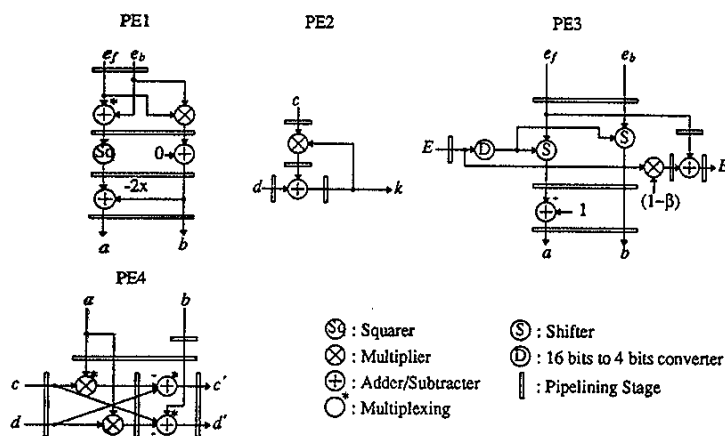 PE1
PE2
PE3
e_f e_b
e_f e_b
*
c
Sq
0
-2x
E
D
S
S
E
d
k
(1-β)
-
1
a b
a b
PE4
a b
c
*
-
*
c'
d
*
-
d'
Sq : Squarer
: Multiplier
: Adder/Subtracter
* : Multiplexing
S : Shifter
D : 16 bits to 4 bits converter
: Pipelining Stage